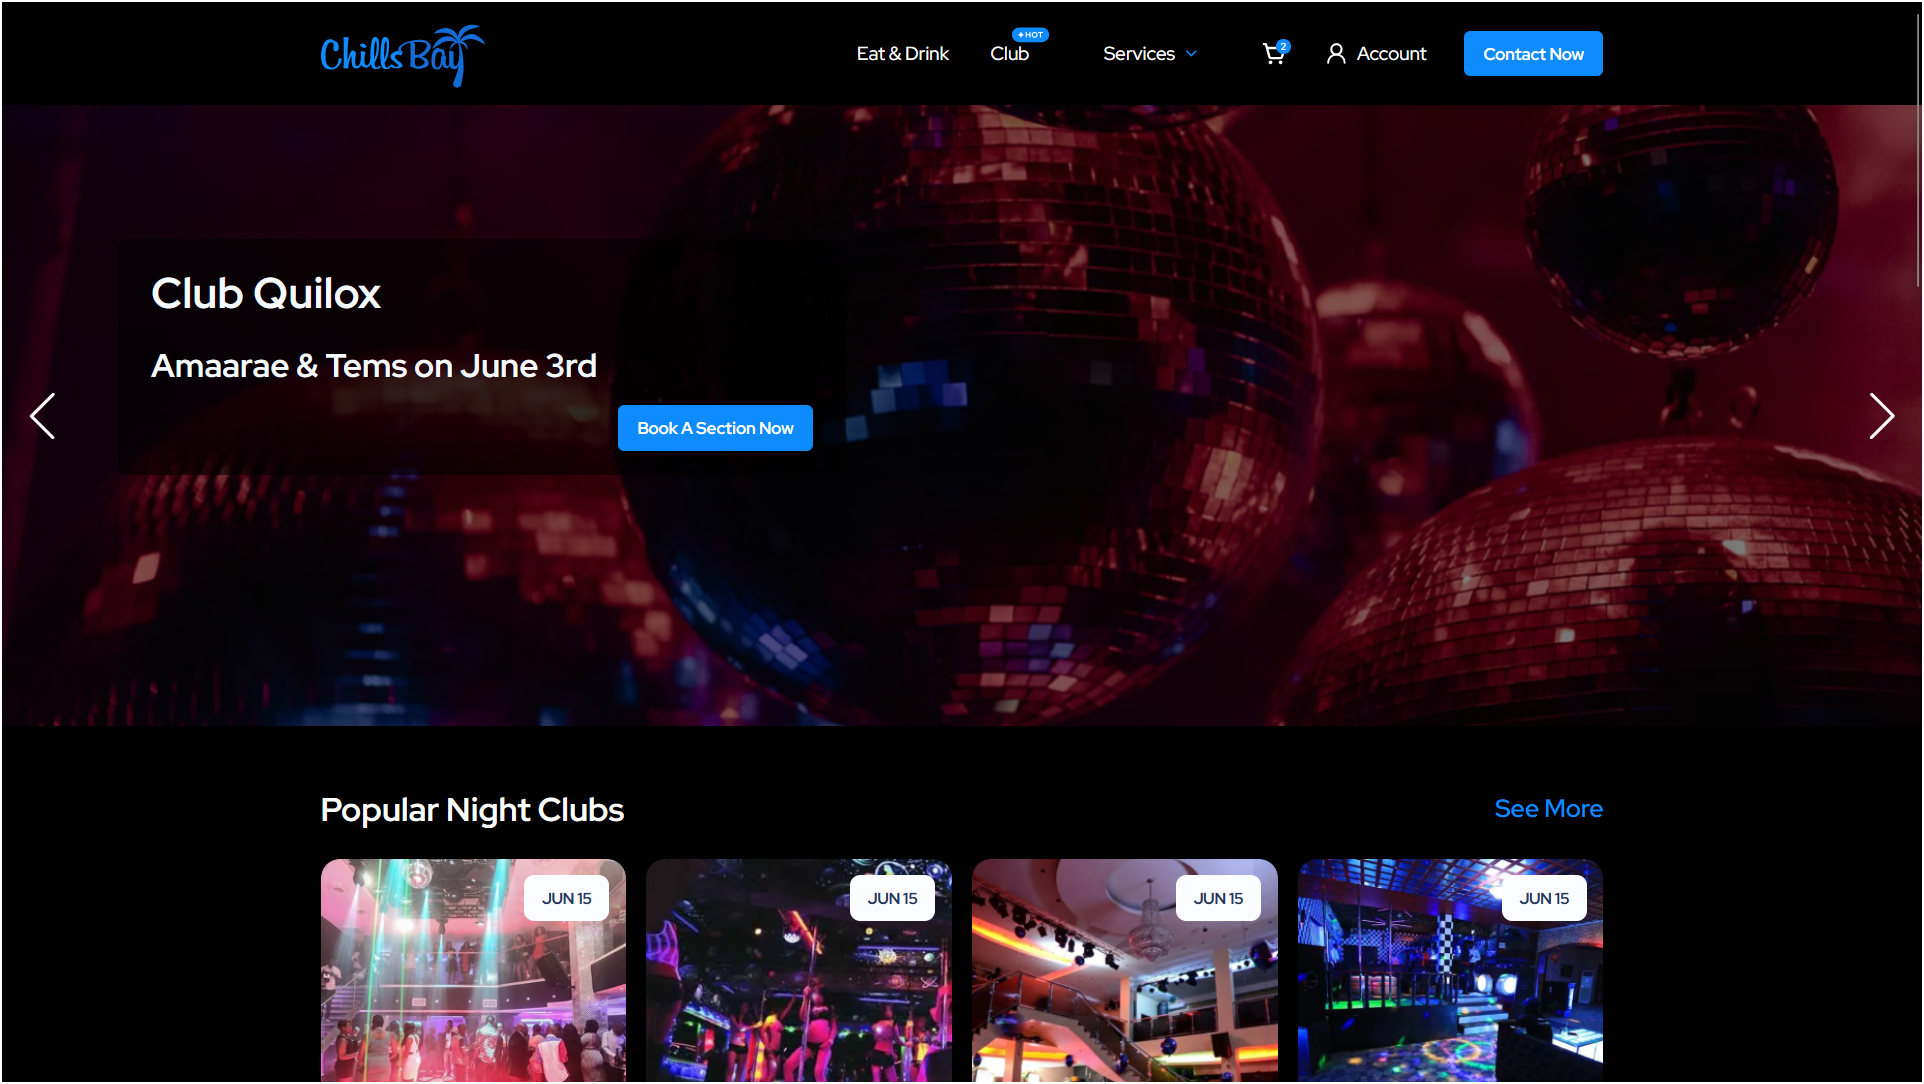 ChillsBay
Eat & Drink
Club
HOT
Services
2
Account
Contact Now
Club Quilox
Amaarae & Tems on June 3rd
Book A Section Now
Popular Night Clubs
See More
JUN 15
JUN 15
JUN 15
JUN 15